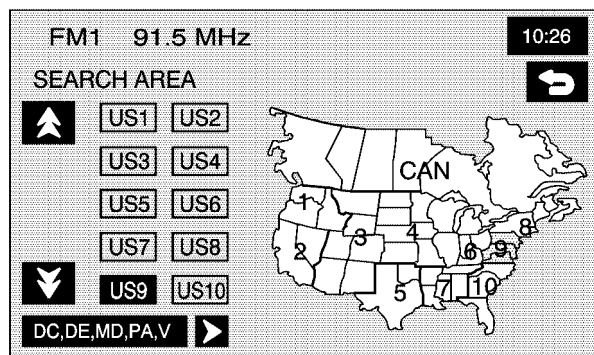 FM1 91.5 MHz 10:26
SEARCH AREA
US1 US2
US3 US4
US5 US6
US7 US8
US9 US10
DC,DE,MD,PA,V
CAN
1
2
3
4
5
6
7
8
9
10